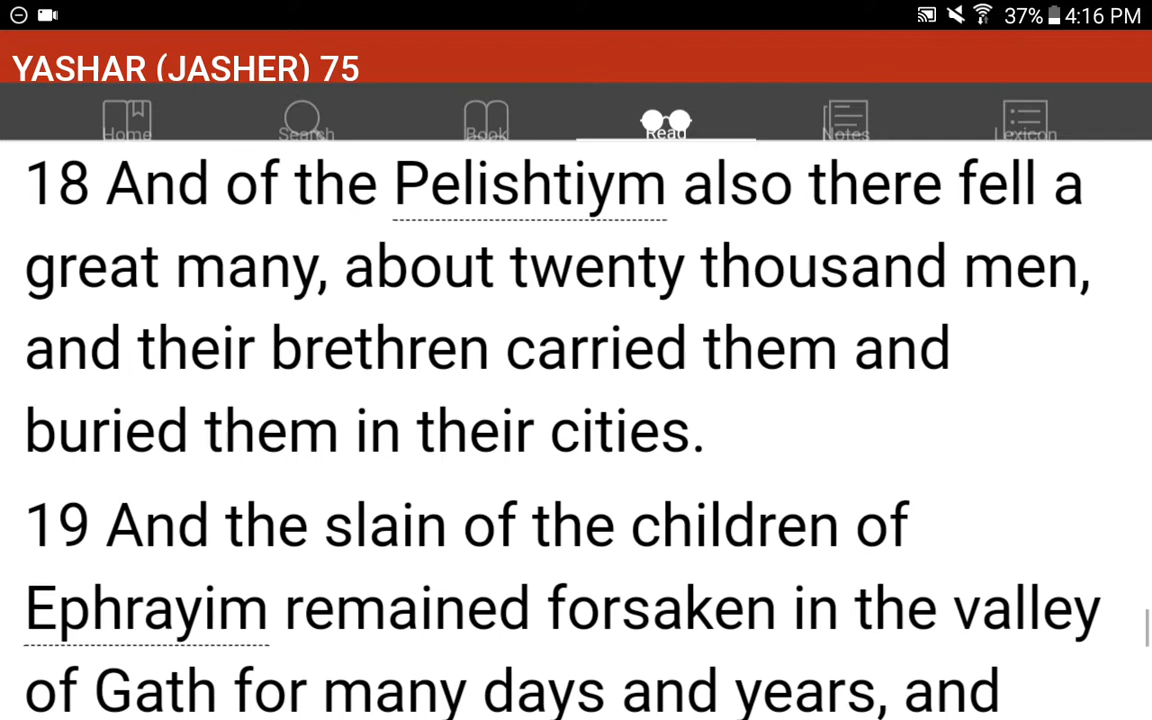 37% 4:16 PM
YASHAR (JASHER) 75
Home Search Book Read Notes Lexicon
18 And of the Pelishtiym also there fell a
great many, about twenty thousand men,
and their brethren carried them and
buried them in their cities.
19 And the slain of the children of
Ephrayim remained forsaken in the valley
of Gath for many days and years, and